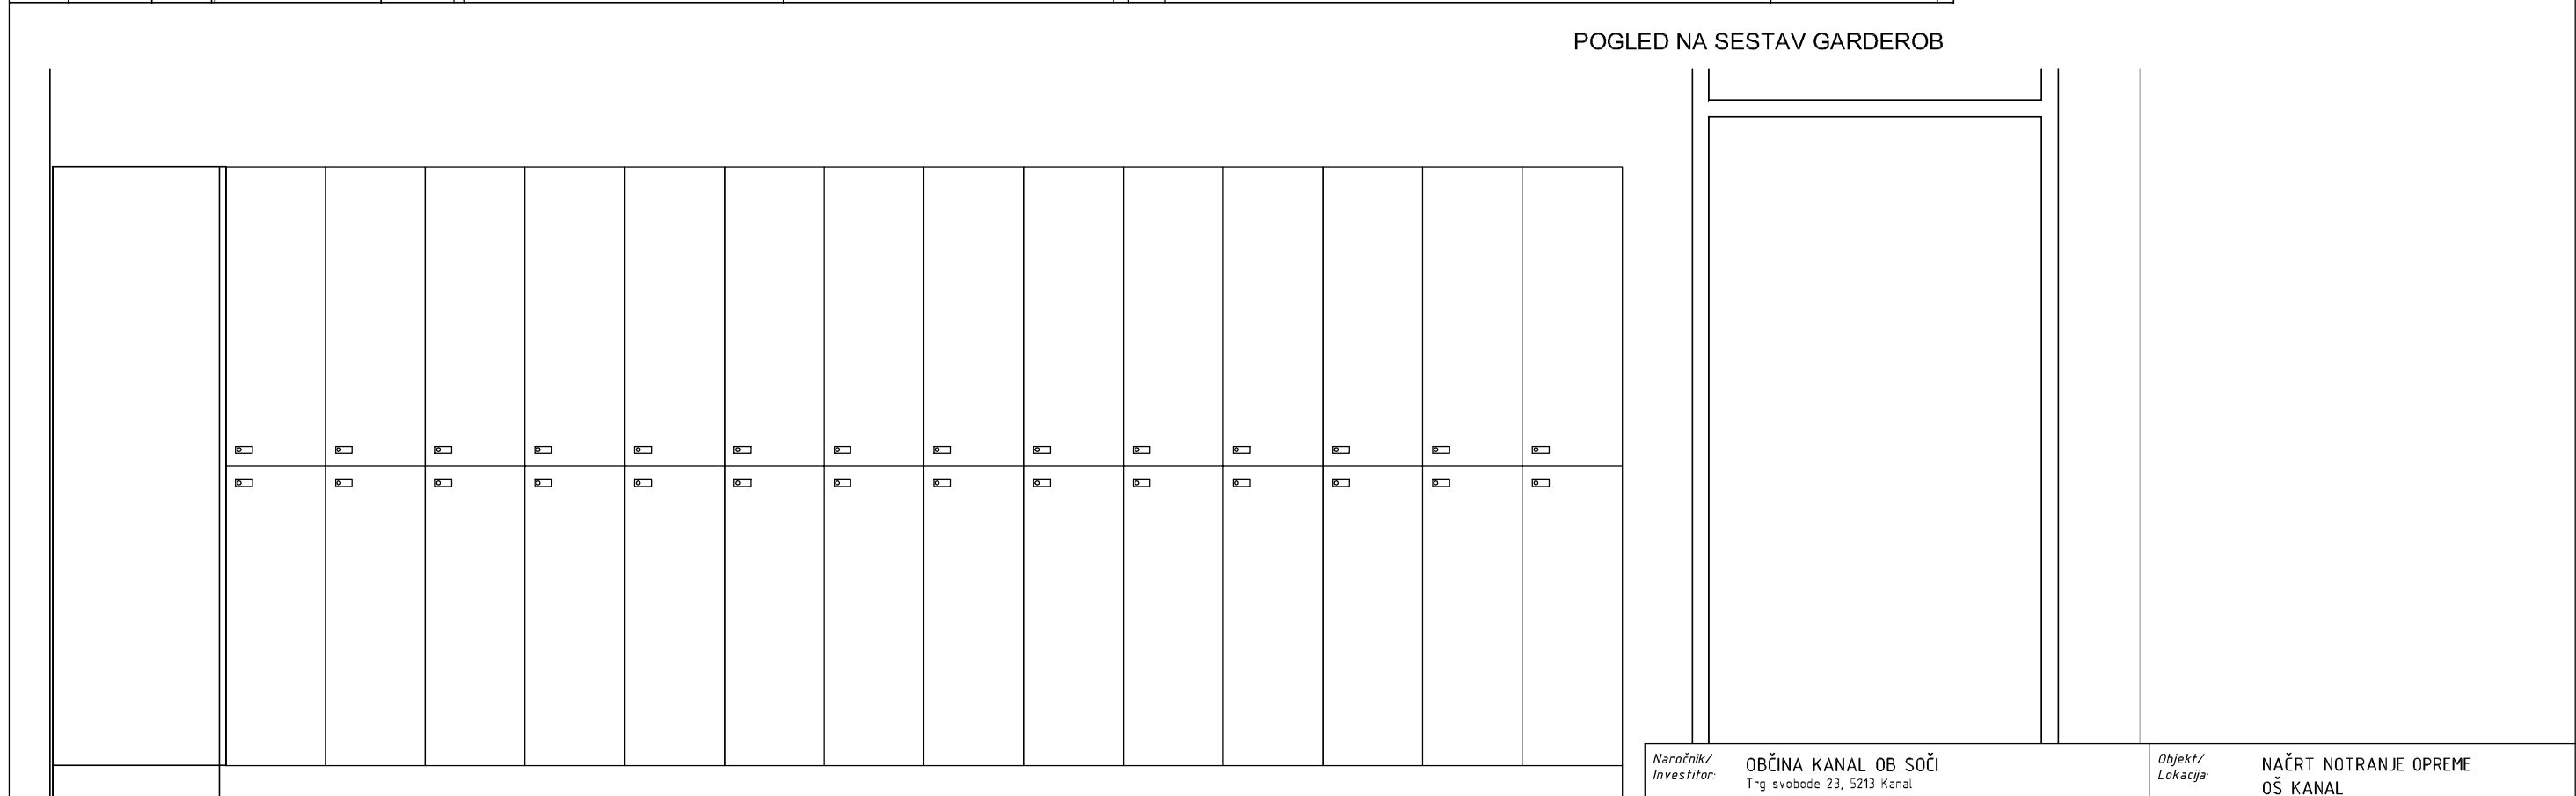 POGLED NA SESTAV GARDEROB
Naročnik/
Investitor:
OBČINA KANAL OB SOČI
Trg svobode 23, 5213 Kanal
Objekt/
Lokacija:
NAČRT NOTRANJE OPREME
OŠ KANAL